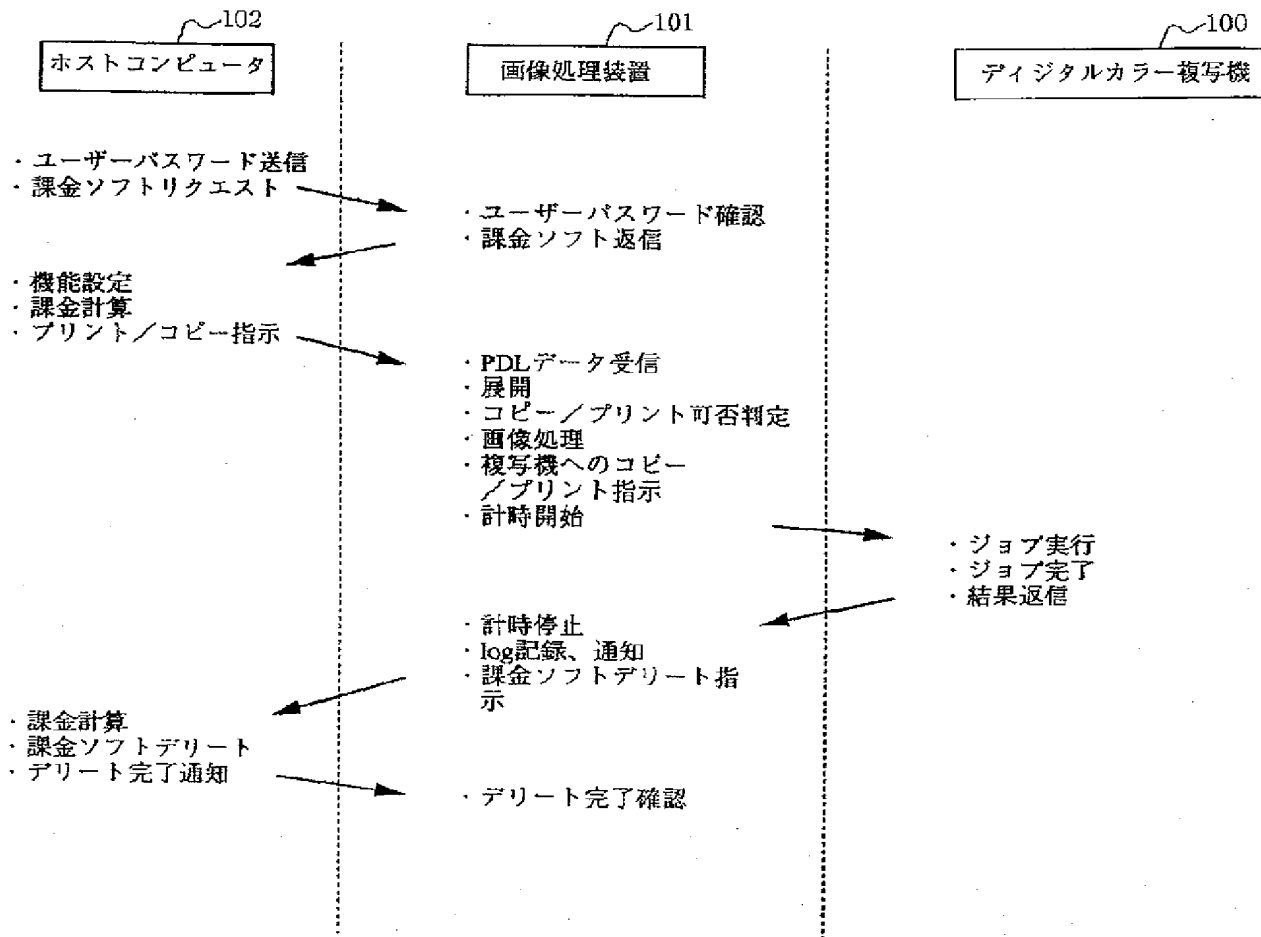 102
ホストコンピュータ
101
画像処理装置
100
ディジタルカラー複写機
・ユーザーパスワード送信
・課金ソフトリクエスト
・ユーザーパスワード確認
・課金ソフト返信
・機能設定
・課金計算
・プリント／コピー指示
・PDLデータ受信
・展開
・コピー／プリント可否判定
・画像処理
・複写機へのコピー
／プリント指示
・計時開始
・ジョブ実行
・ジョブ完了
・結果返信
・計時停止
・log記録、通知
・課金ソフトデリート指
示
・課金計算
・課金ソフトデリート
・デリート完了通知
・デリート完了確認